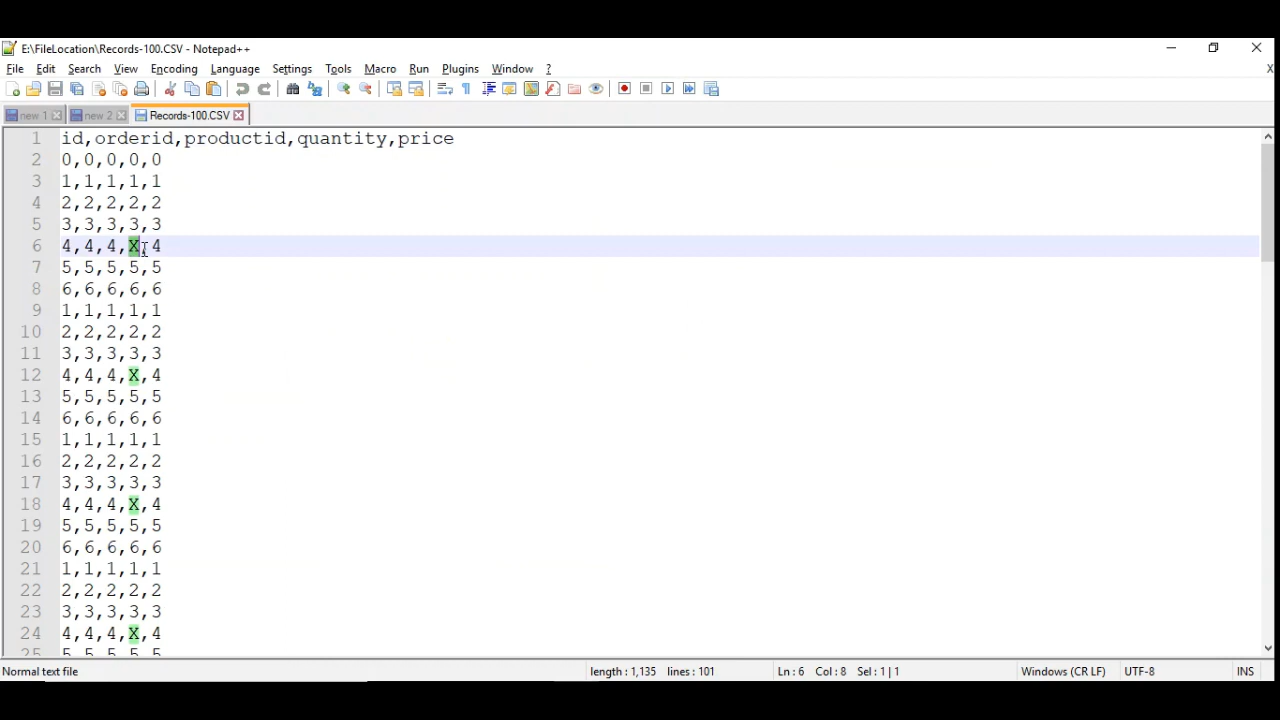 E:\FileLocation\Records-100.CSV - Notepad++
File Edit Search View Encoding Language Settings Tools Macro Run Plugins Window ? X
new 1 new 2 Records-100.CSV
1 id,orderid,productid,quantity,price
2 0,0,0,0,0
3 1,1,1,1,1
4 2,2,2,2,2
5 3,3,3,3,3
6 4,4,4,X,4
7 5,5,5,5,5
8 6,6,6,6,6
9 1,1,1,1,1
10 2,2,2,2,2
11 3,3,3,3,3
12 4,4,4,X,4
13 5,5,5,5,5
14 6,6,6,6,6
15 1,1,1,1,1
16 2,2,2,2,2
17 3,3,3,3,3
18 4,4,4,X,4
19 5,5,5,5,5
20 6,6,6,6,6
21 1,1,1,1,1
22 2,2,2,2,2
23 3,3,3,3,3
24 4,4,4,X,4
25 5,5,5,5,5
Normal text file length : 1,135 lines : 101 Ln : 6 Col : 8 Sel : 1 | 1 Windows (CR LF) UTF-8 INS